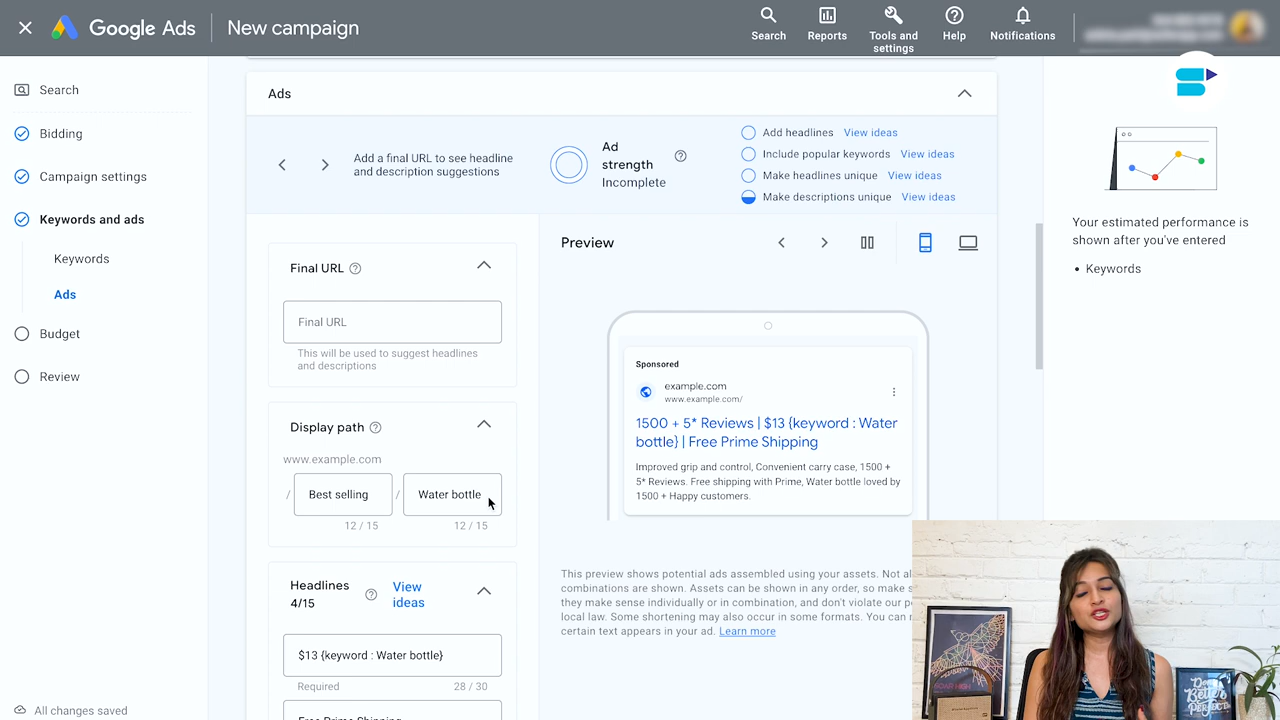 Google Ads
New campaign
Search
Reports
Tools and
settings
Help
Notifications
Search
Bidding
Campaign settings
Keywords and ads
Keywords
Ads
Budget
Review
All changes saved
Ads
Add a final URL to see headline
and description suggestions
Ad
strength
Incomplete
Add headlines View ideas
Include popular keywords View ideas
Make headlines unique View ideas
Make descriptions unique View ideas
Final URL
Final URL
This will be used to suggest headlines
and descriptions
Display path
www.example.com
/ Best selling / Water bottle
12 / 15 12 / 15
Headlines
4/15
View
ideas
$13 {keyword : Water bottle}
Required 28 / 30
Preview
Sponsored
example.com
www.example.com/
1500 + 5* Reviews | $13 {keyword : Water
bottle} | Free Prime Shipping
Improved grip and control, Convenient carry case, 1500 +
5* Reviews. Free shipping with Prime, Water bottle loved by
1500 + Happy customers.
This preview shows potential ads assembled using your assets. Not al
combinations are shown. Assets can be shown in any order, so make s
they make sense individually or in combination, and don't violate our p
local law. Some shortening may also occur in some formats. You can
certain text appears in your ad. Learn more
Your estimated performance is
shown after you've entered
• Keywords